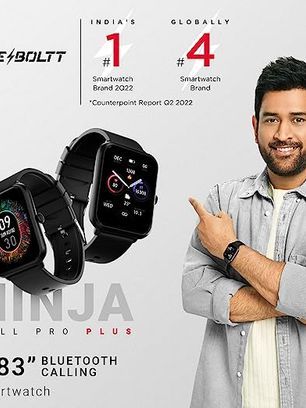 INDIA'S
#1
Smartwatch
Brand 2022
GLOBALLY
#4
Smartwatch
Brand
E BOLTT
*Counterpoint Report Q2 2022
NINJA
LL PRO PLUS
83" BLUETOOTH
CALLING
rtwatch